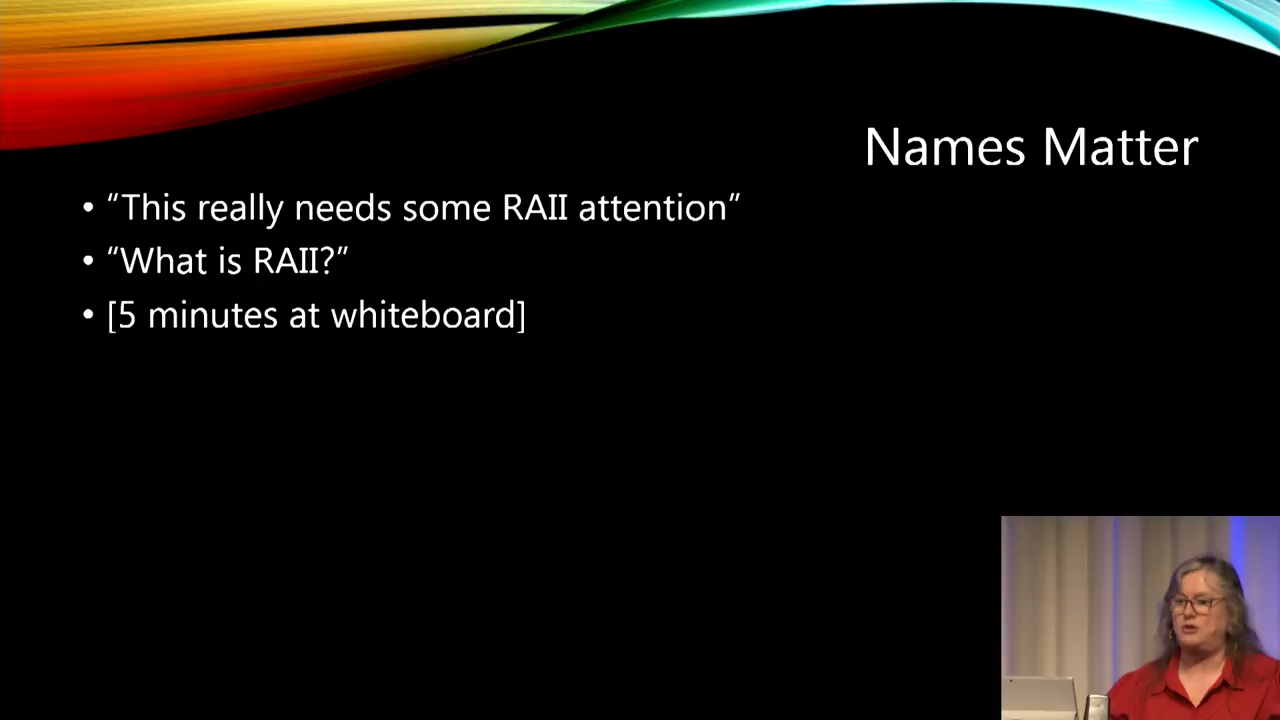 Names Matter
• “This really needs some RAII attention”
• “What is RAII?”
• [5 minutes at whiteboard]